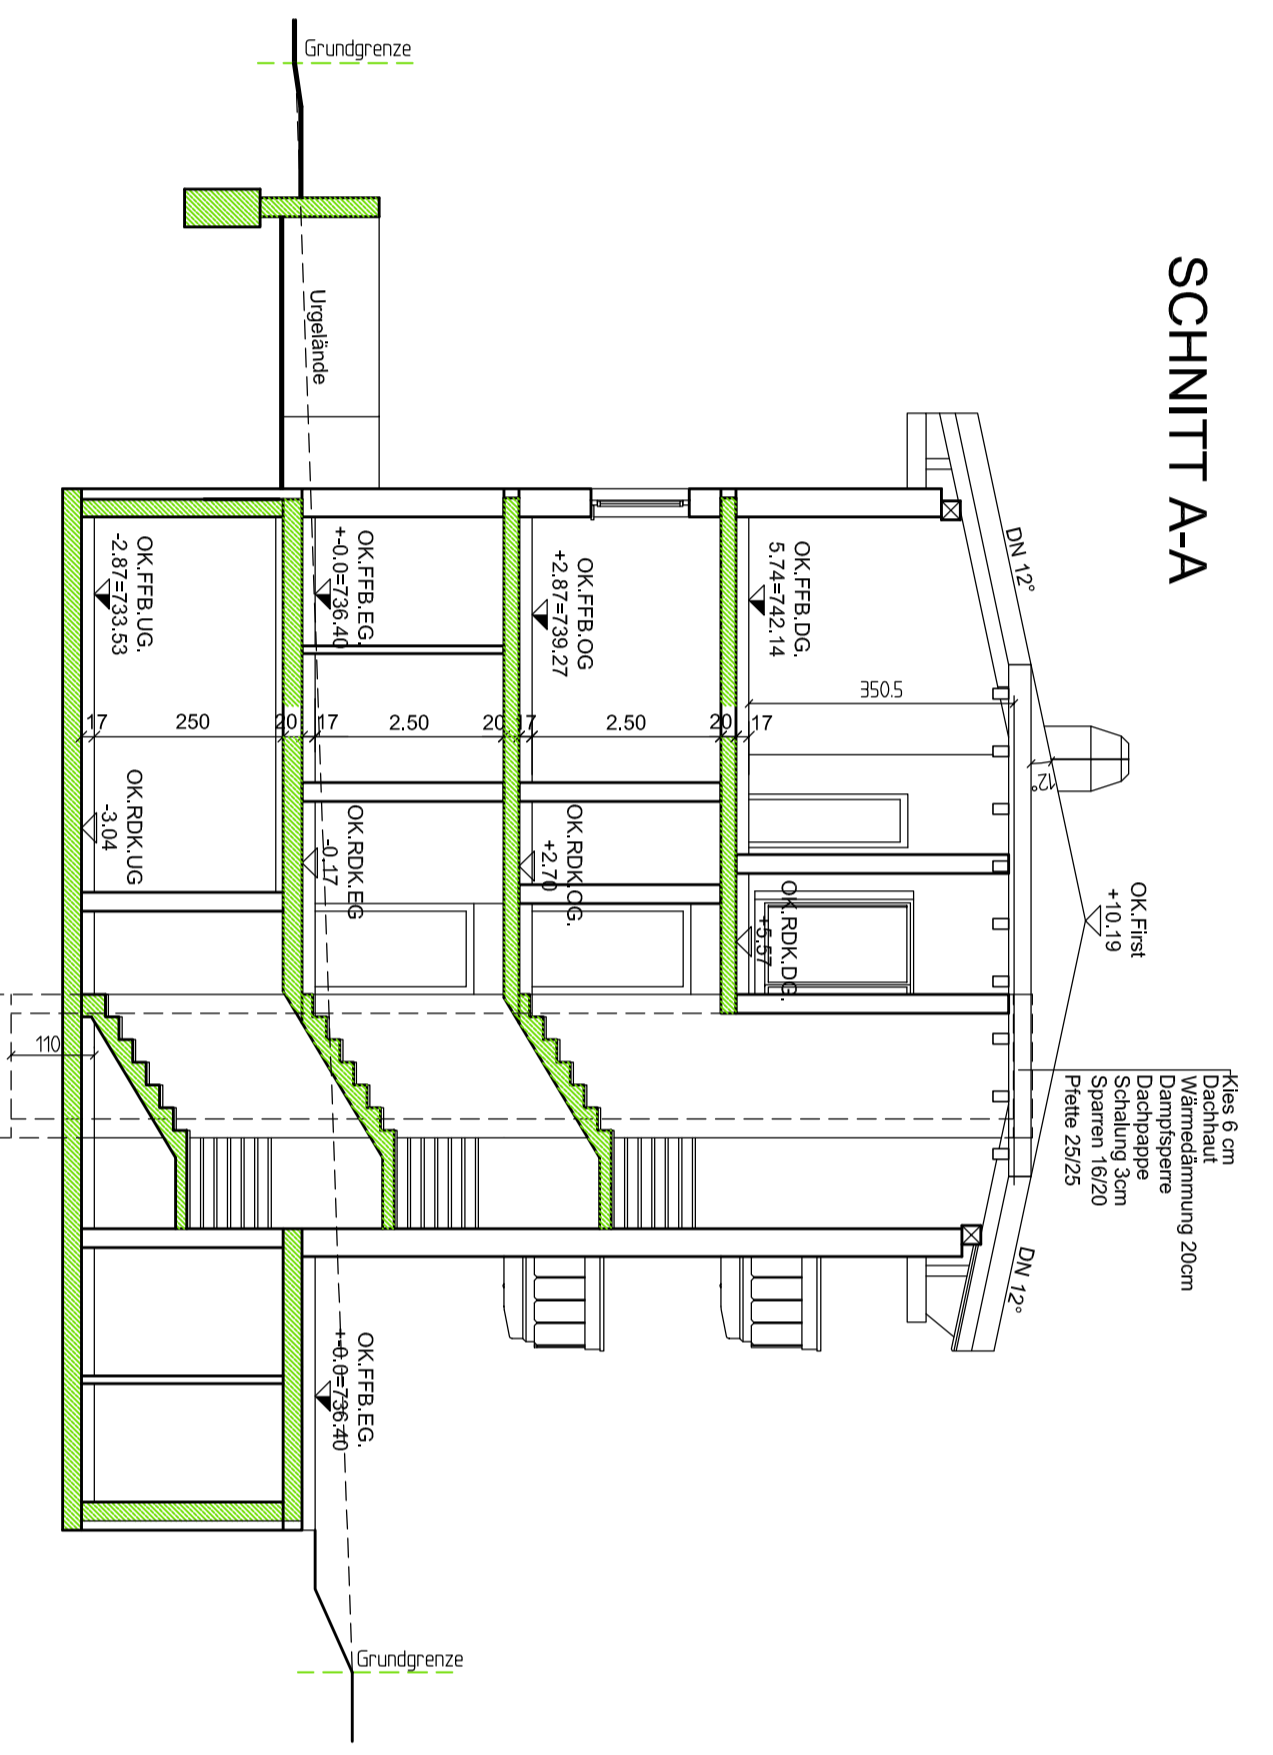 SCHNITT A-A
OK.First
+10.19
Kies 6 cm
Dachhaut
Wärmedämmung 20cm
Dampfsperre
Dachpappe
Schalung 3cm
Sparren 16/20
Pfette 25/25
DN 12°
DN 12°
12°
350.5
OK.FFB.DG.
5.74=742.14
OK.RDK.DG.
+5.57
OK.FFB.OG
+2.87=739.27
OK.RDK.OG.
+2.70
OK.FFB.EG.
+-0.0=736.40
OK.RDK.EG
-0.17
OK.FFB.EG.
+-0.0=736.40
OK.FFB.UG.
-2.87=733.53
OK.RDK.UG
-3.04
17
250
20
17
2.50
20
17
2.50
20
17
110
Urgelände
Grundgrenze
Grundgrenze